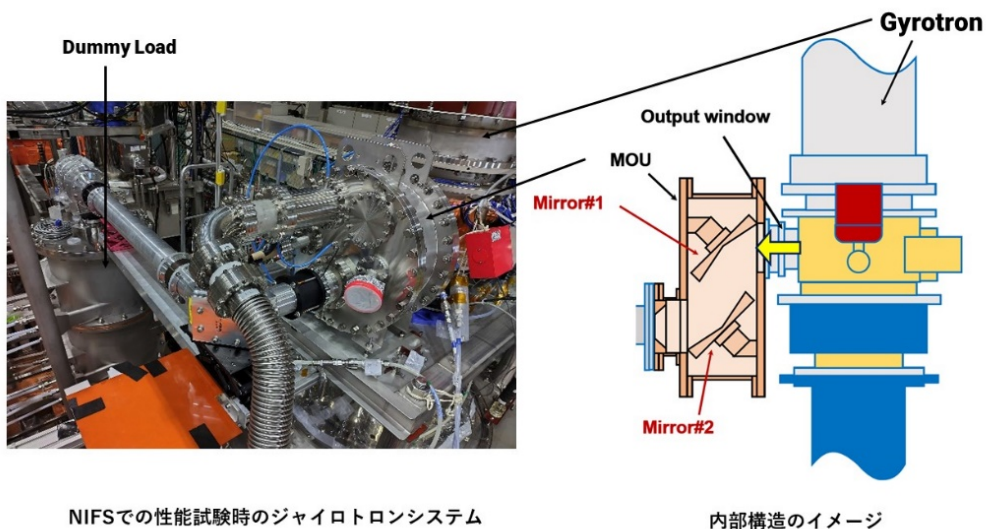 Gyrotron
Dummy Load
Output window
MOU
Mirror#1
Mirror#2
NIFSでの性能試験時のジャイロトロンシステム
内部構造のイメージ